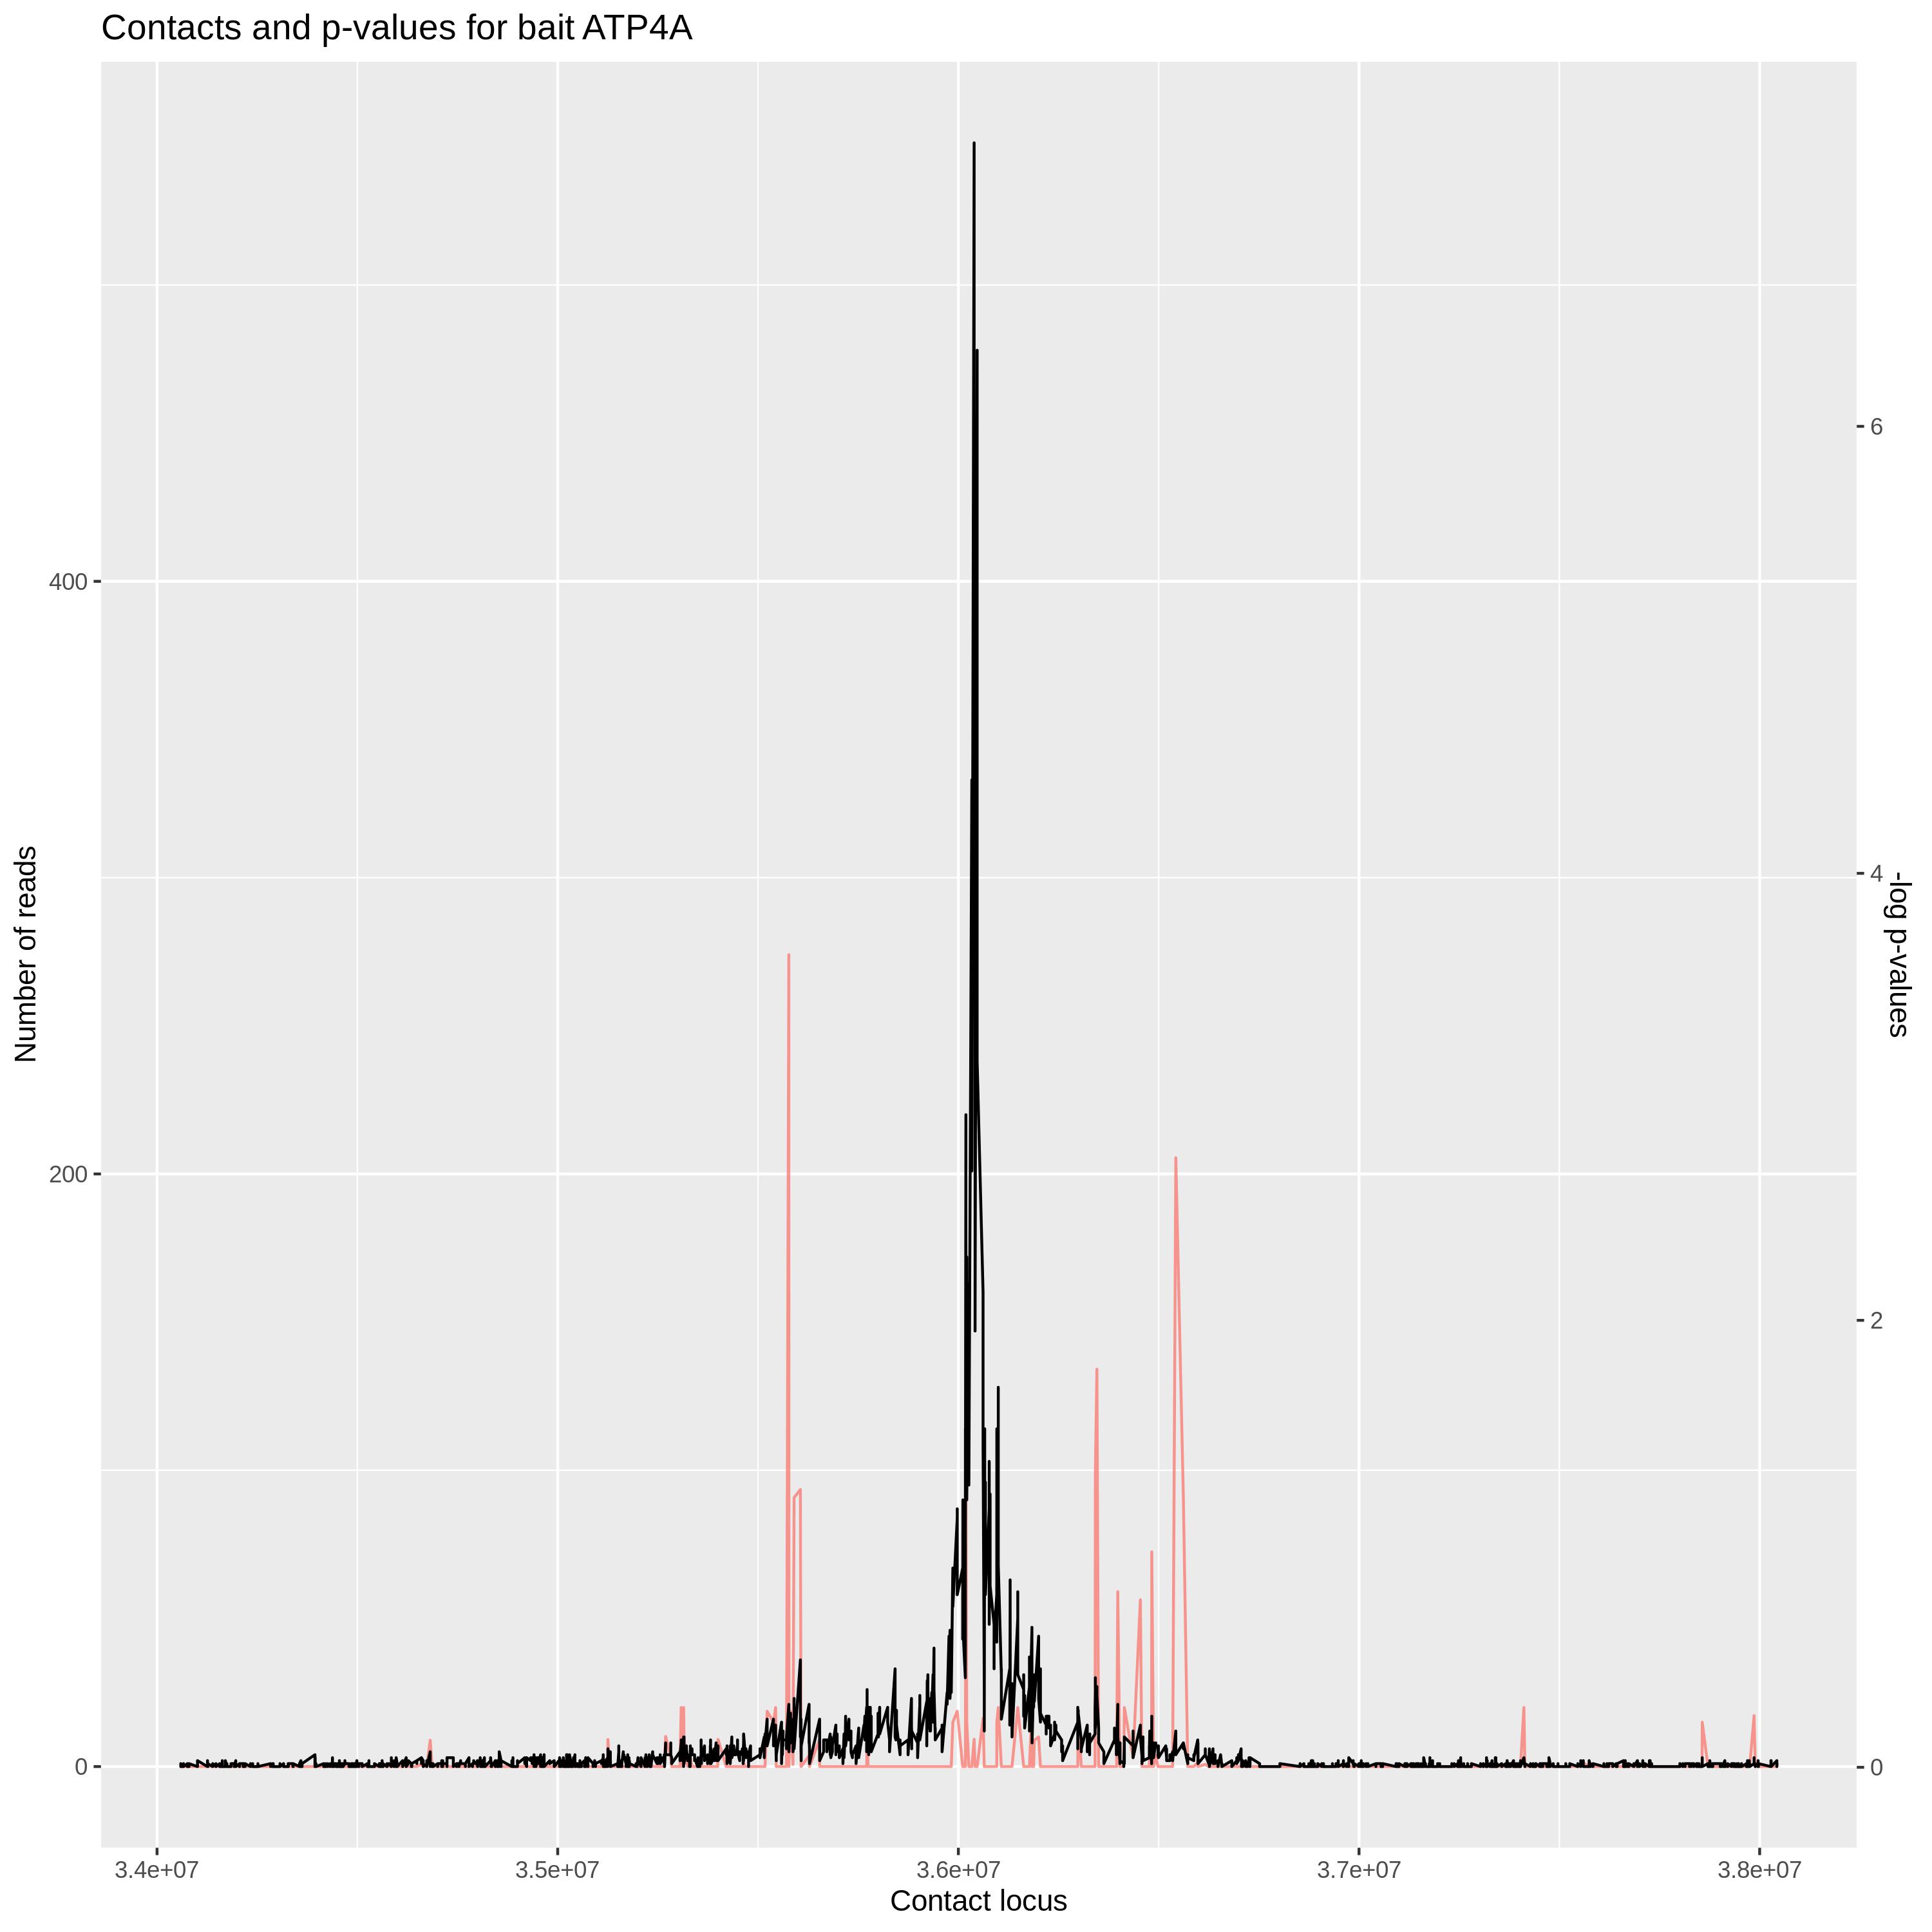 Contacts and p-values for bait ATP4A
Number of reads
400
200
0
6
4
2
0
-log p-values
3.4e+07
3.5e+07
3.6e+07
3.7e+07
3.8e+07
Contact locus